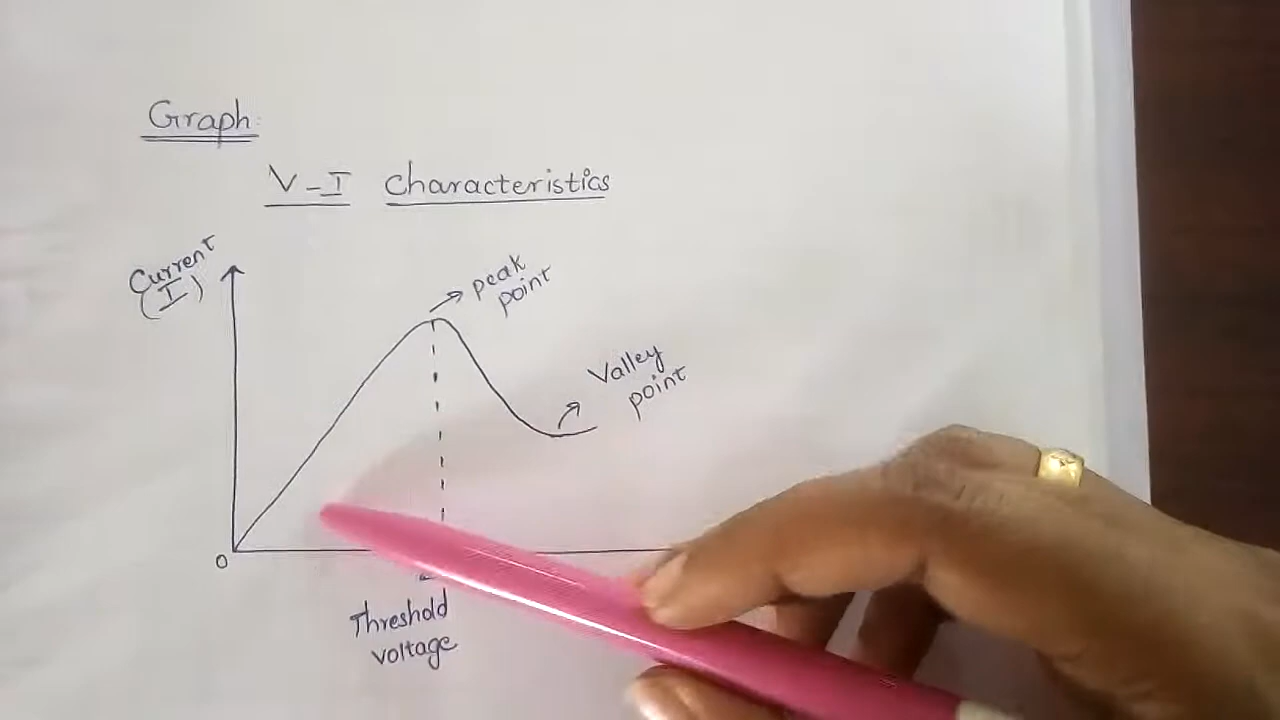 Graph:
V-I Characteristics
Current
(I)
peak
point
Valley
point
0
Threshold
voltage